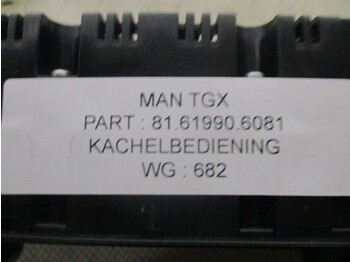 MAN TGX
PART : 81.61990.6081
KACHELBEDIENING
WG : 682